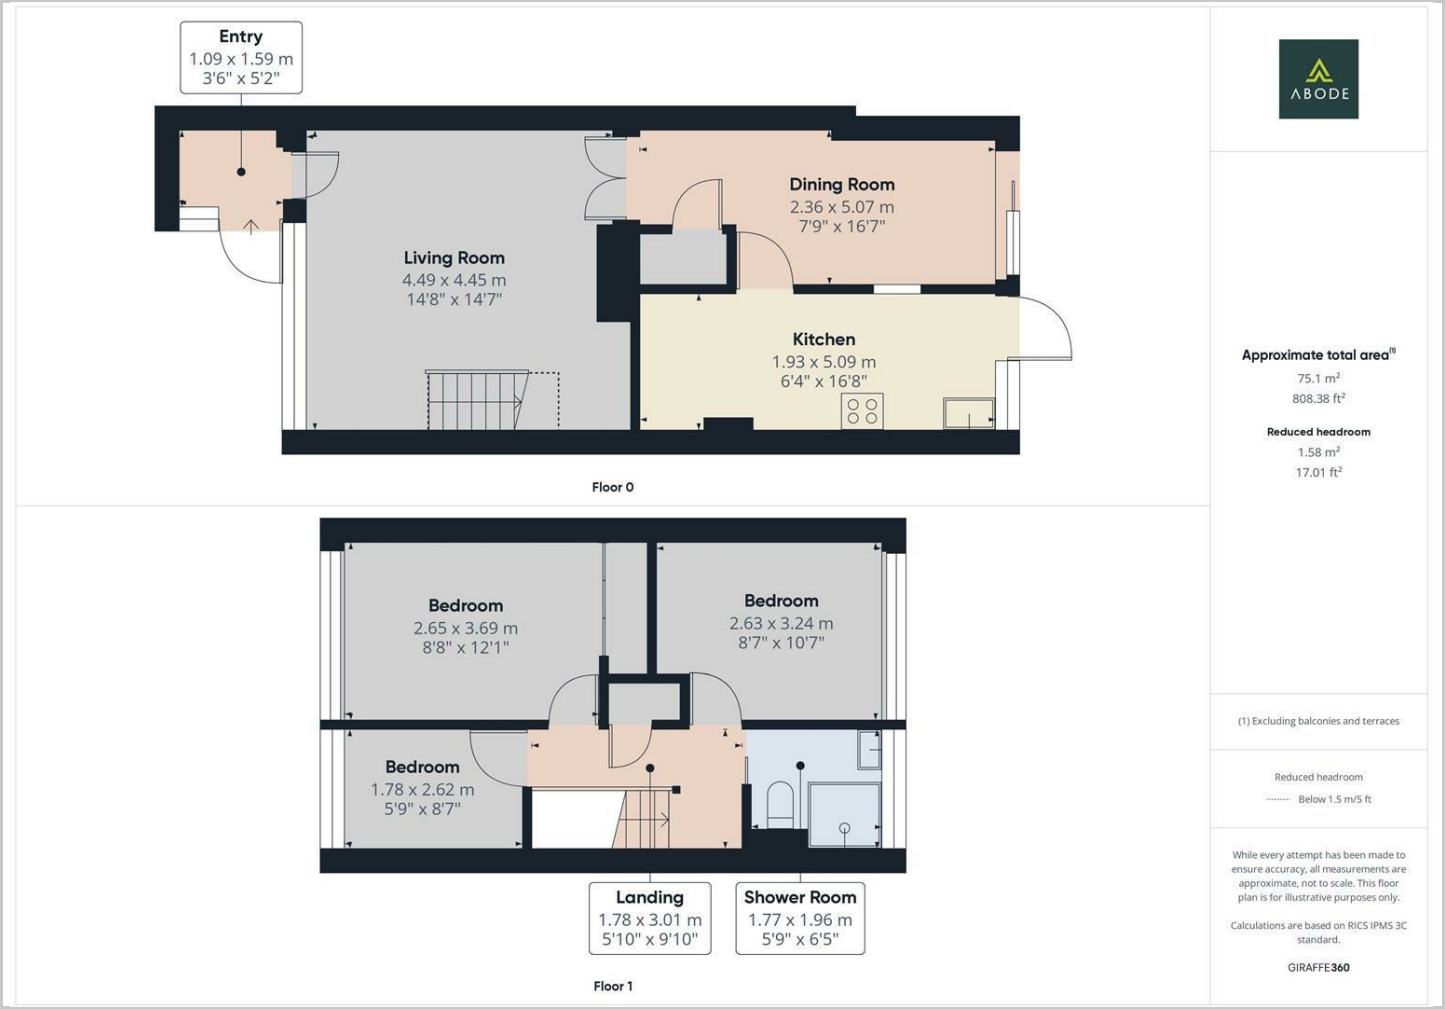 Entry
1.09 x 1.59 m
3'6" x 5'2"
Living Room
4.49 x 4.45 m
14'8" x 14'7"
Dining Room
2.36 x 5.07 m
7'9" x 16'7"
Kitchen
1.93 x 5.09 m
6'4" x 16'8"
Floor 0
Bedroom
2.65 x 3.69 m
8'8" x 12'1"
Bedroom
2.63 x 3.24 m
8'7" x 10'7"
Bedroom
1.78 x 2.62 m
5'9" x 8'7"
Landing
1.78 x 3.01 m
5'10" x 9'10"
Shower Room
1.77 x 1.96 m
5'9" x 6'5"
Floor 1
ABODE
Approximate total area⁽¹⁾
75.1 m²
808.38 ft²
Reduced headroom
1.58 m²
17.01 ft²
(1) Excluding balconies and terraces
Reduced headroom
Below 1.5 m/5 ft
While every attempt has been made to
ensure accuracy, all measurements are
approximate, not to scale. This floor
plan is for illustrative purposes only.
Calculations are based on RICS IPMS 3C
standard.
GIRAFFE360